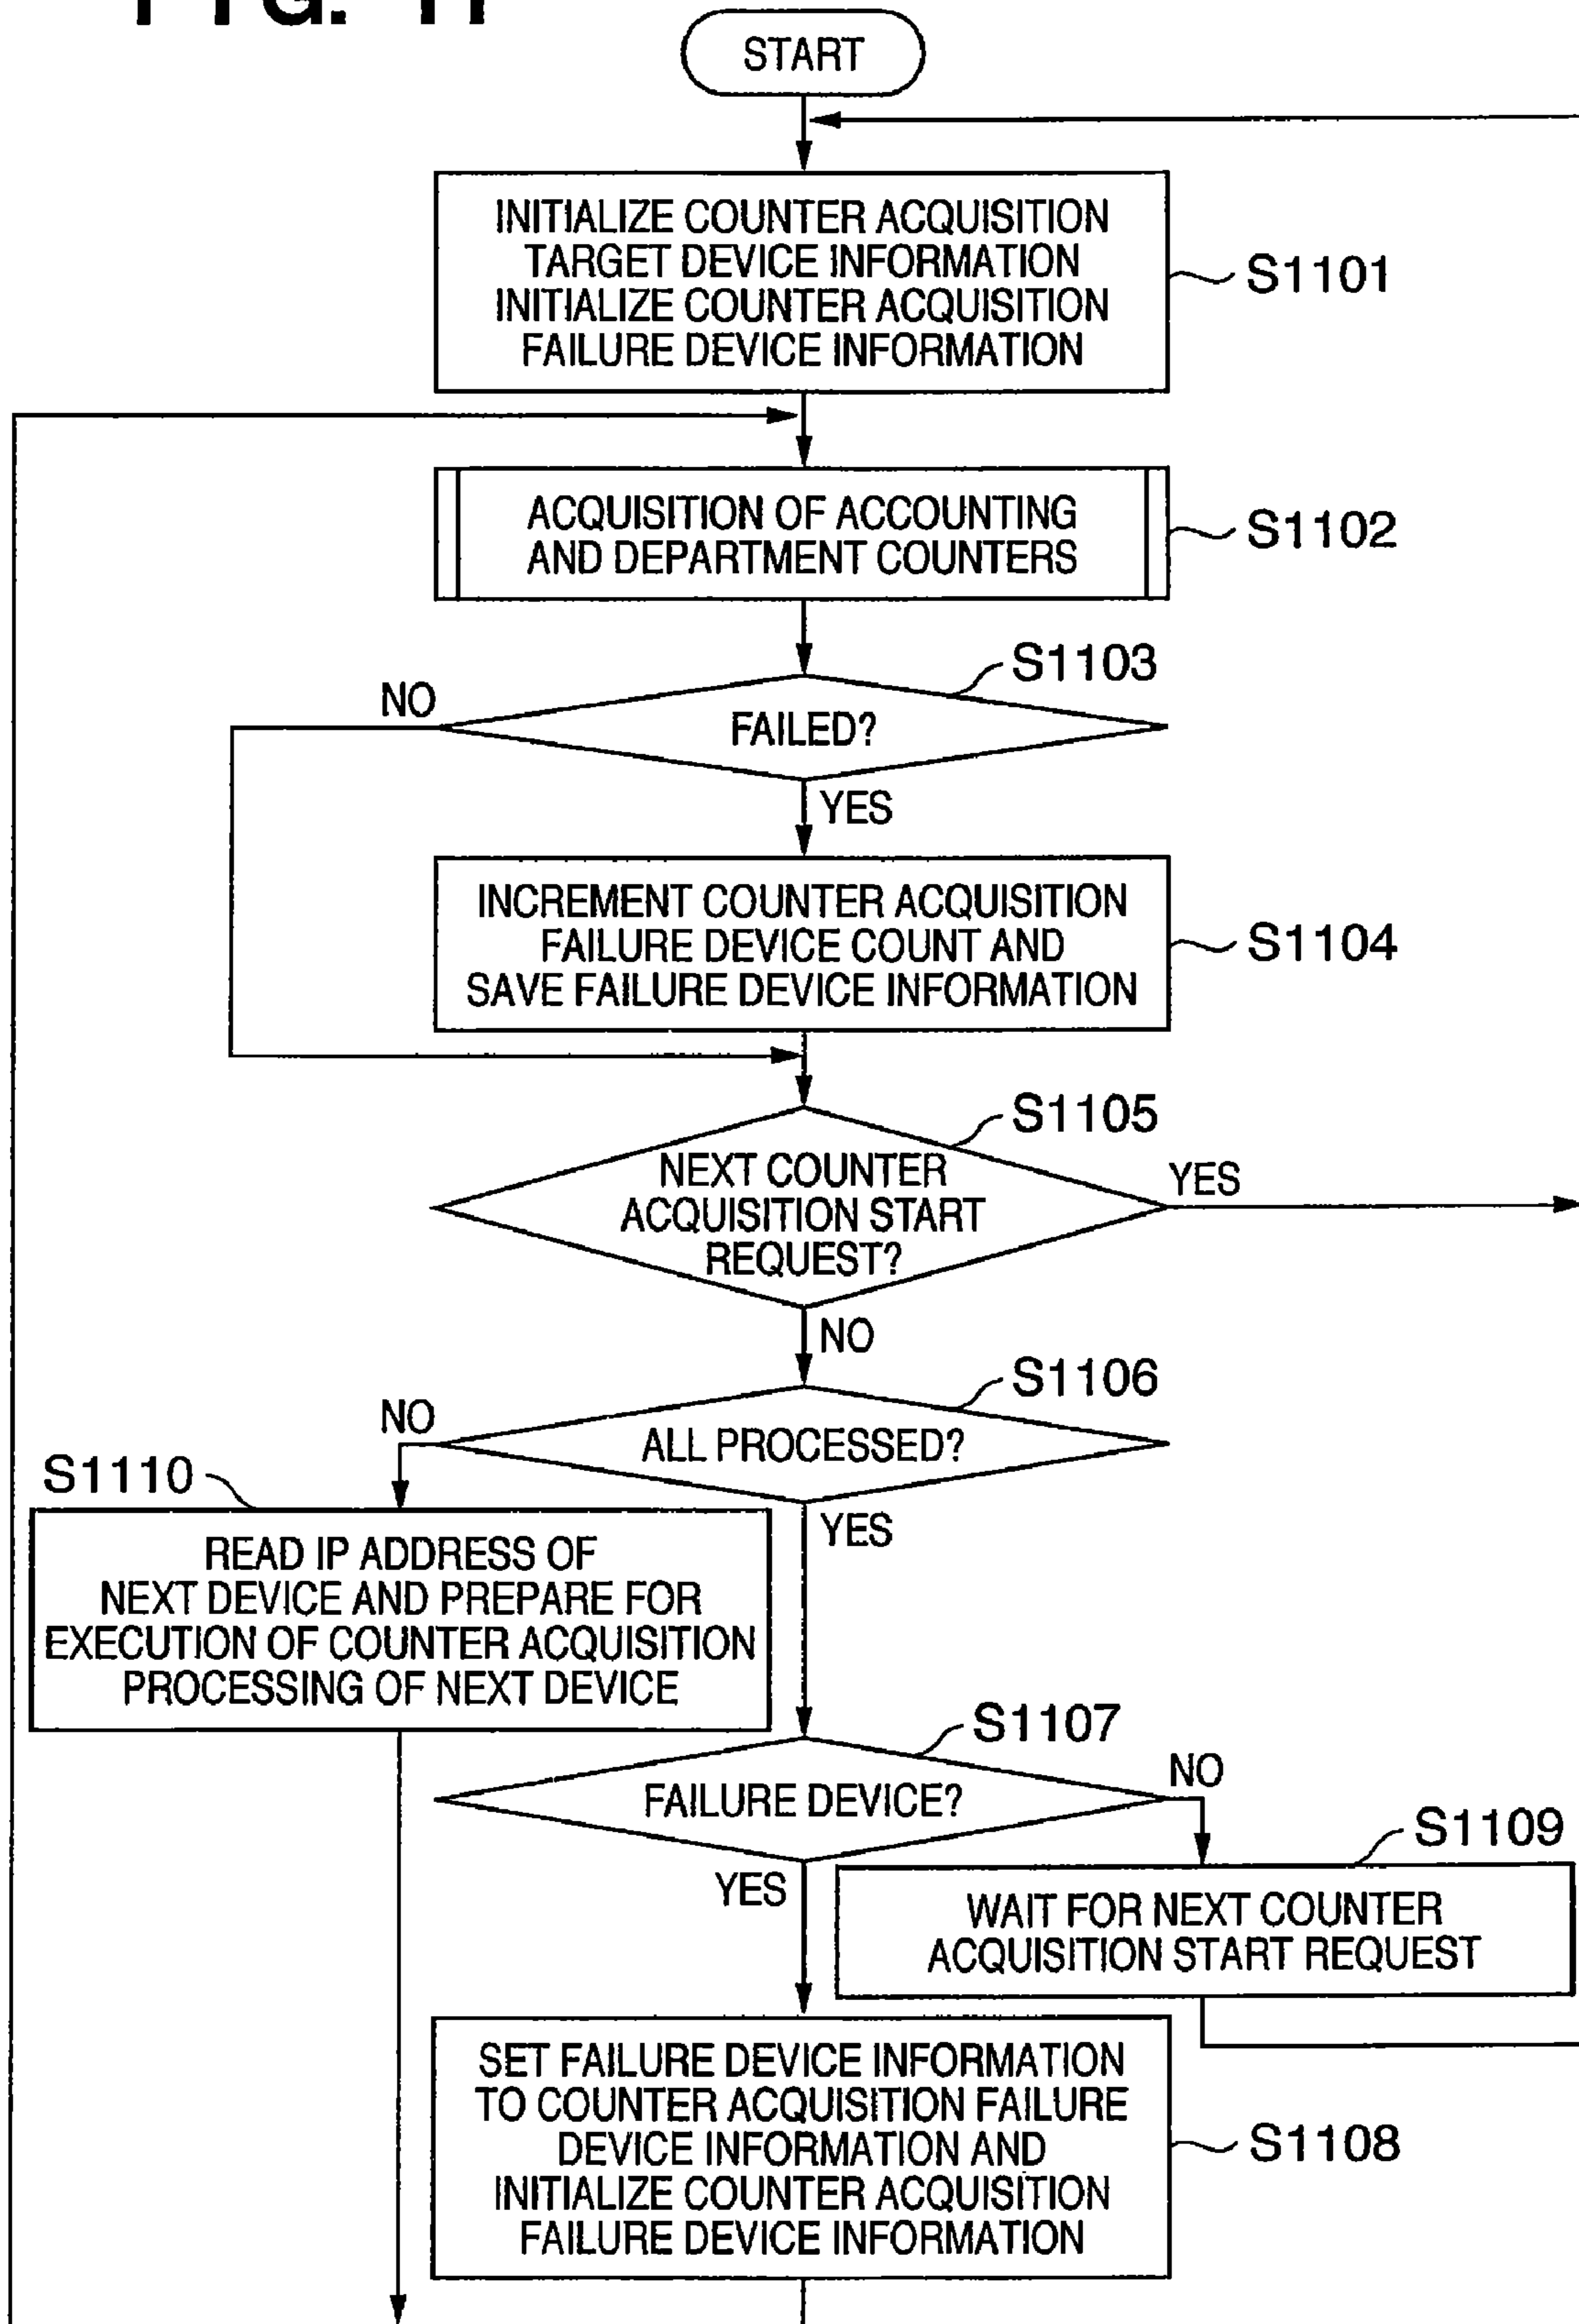 FIG. 11
START
INITIALIZE COUNTER ACQUISITION
TARGET DEVICE INFORMATION
INITIALIZE COUNTER ACQUISITION
FAILURE DEVICE INFORMATION
S1101
ACQUISITION OF ACCOUNTING
AND DEPARTMENT COUNTERS
S1102
S1103
NO
FAILED?
YES
INCREMENT COUNTER ACQUISITION
FAILURE DEVICE COUNT AND
SAVE FAILURE DEVICE INFORMATION
S1104
S1105
NEXT COUNTER
ACQUISITION START
REQUEST?
YES
NO
S1106
NO
ALL PROCESSED?
YES
S1110
READ IP ADDRESS OF
NEXT DEVICE AND PREPARE FOR
EXECUTION OF COUNTER ACQUISITION
PROCESSING OF NEXT DEVICE
S1107
FAILURE DEVICE?
NO
YES
S1109
WAIT FOR NEXT COUNTER
ACQUISITION START REQUEST
SET FAILURE DEVICE INFORMATION
TO COUNTER ACQUISITION FAILURE
DEVICE INFORMATION AND
INITIALIZE COUNTER ACQUISITION
FAILURE DEVICE INFORMATION
S1108